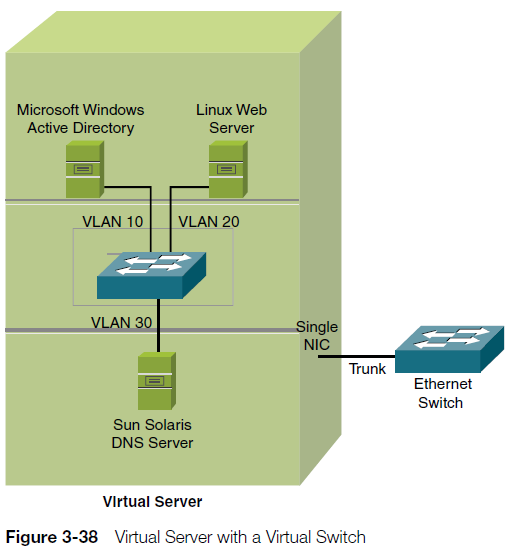 Microsoft Windows
Active Directory
Linux Web
Server
VLAN 10
VLAN 20
VLAN 30
Single
NIC
Trunk
Ethernet
Switch
Sun Solaris
DNS Server
VIrtual Server
Figure 3-38 Virtual Server with a Virtual Switch